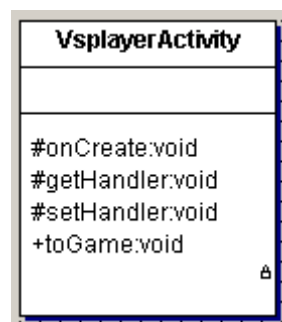 VsplayerActivity
#onCreate:void
#getHandler:void
#setHandler:void
+toGame:void